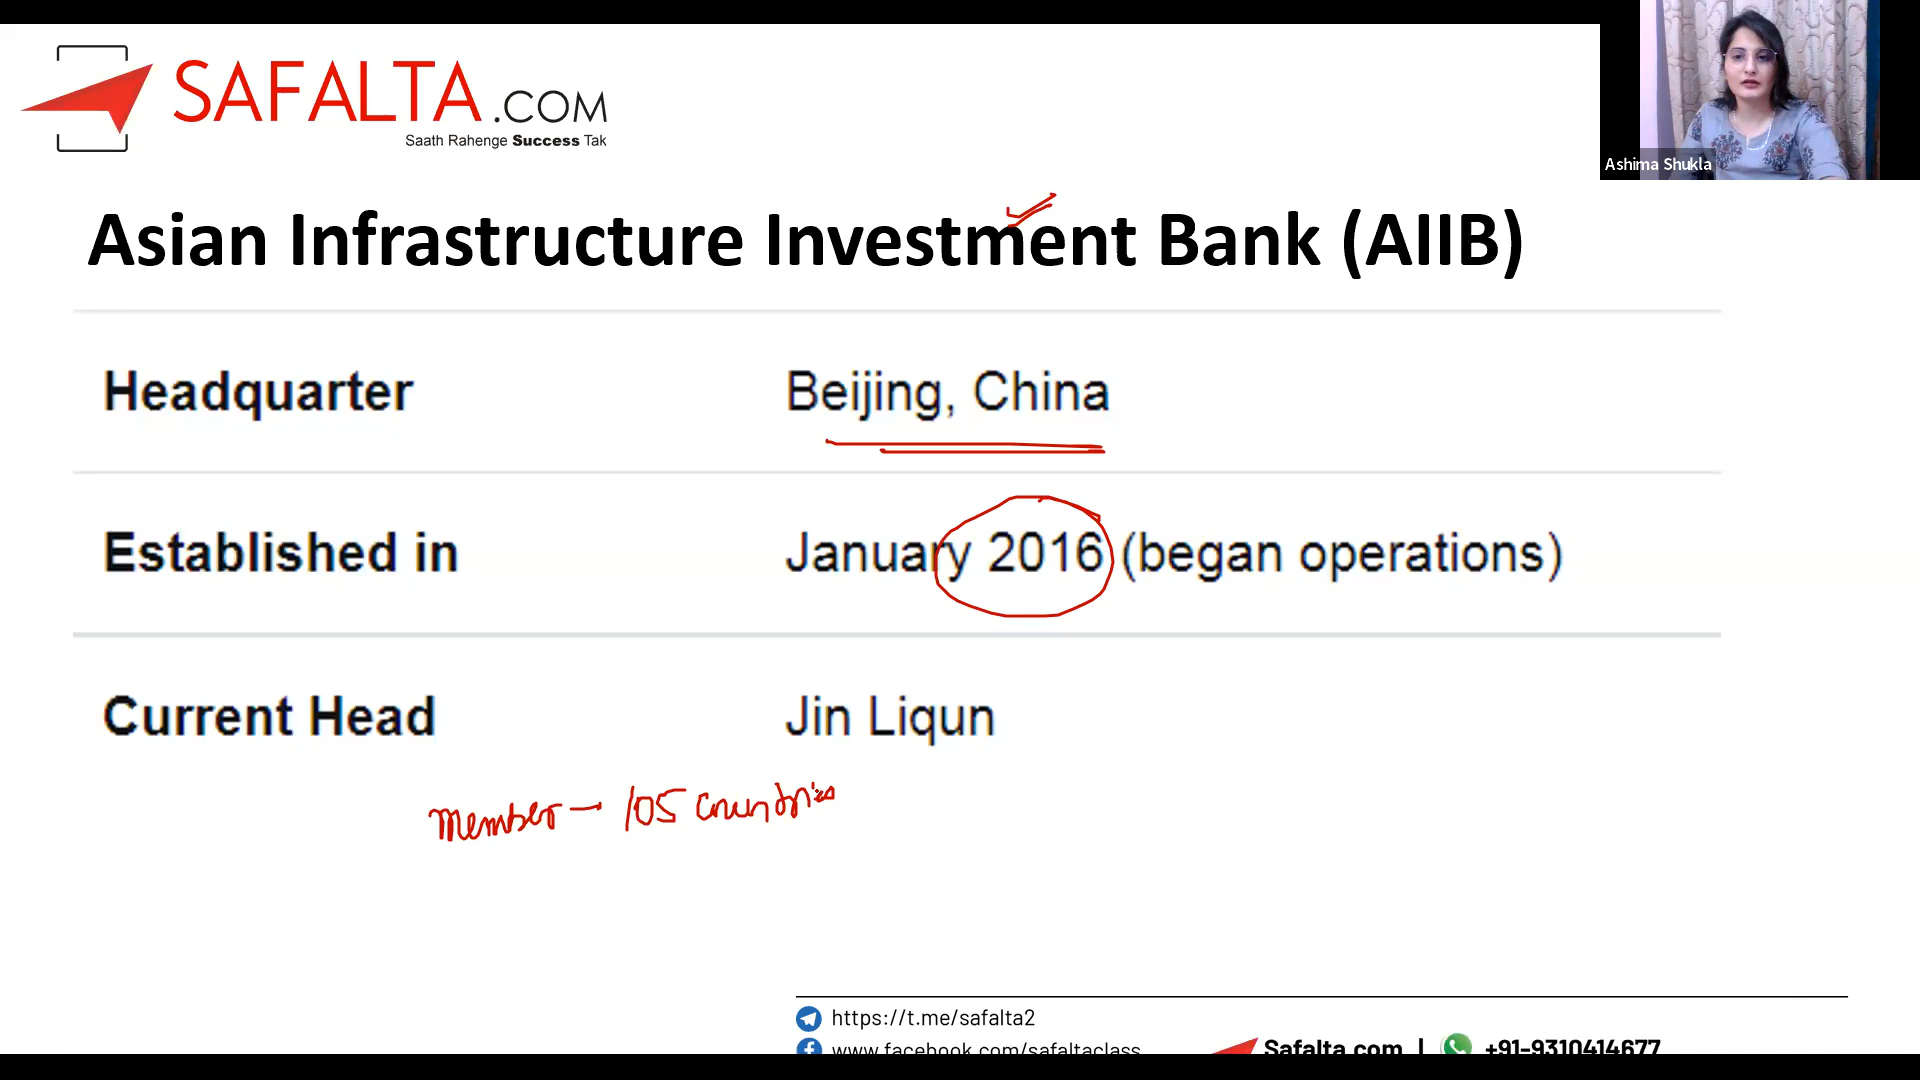 SAFALTA.COM
Saath Rahenge Success Tak
Ashima Shukla
Asian Infrastructure Investment Bank (AIIB)
Headquarter Beijing, China
Established in January 2016 (began operations)
Current Head Jin Liqun
Member → 105 Countries
https://t.me/safalta2
www.facebook.com/safaltaclass
Safalta.com | +91-9310414677